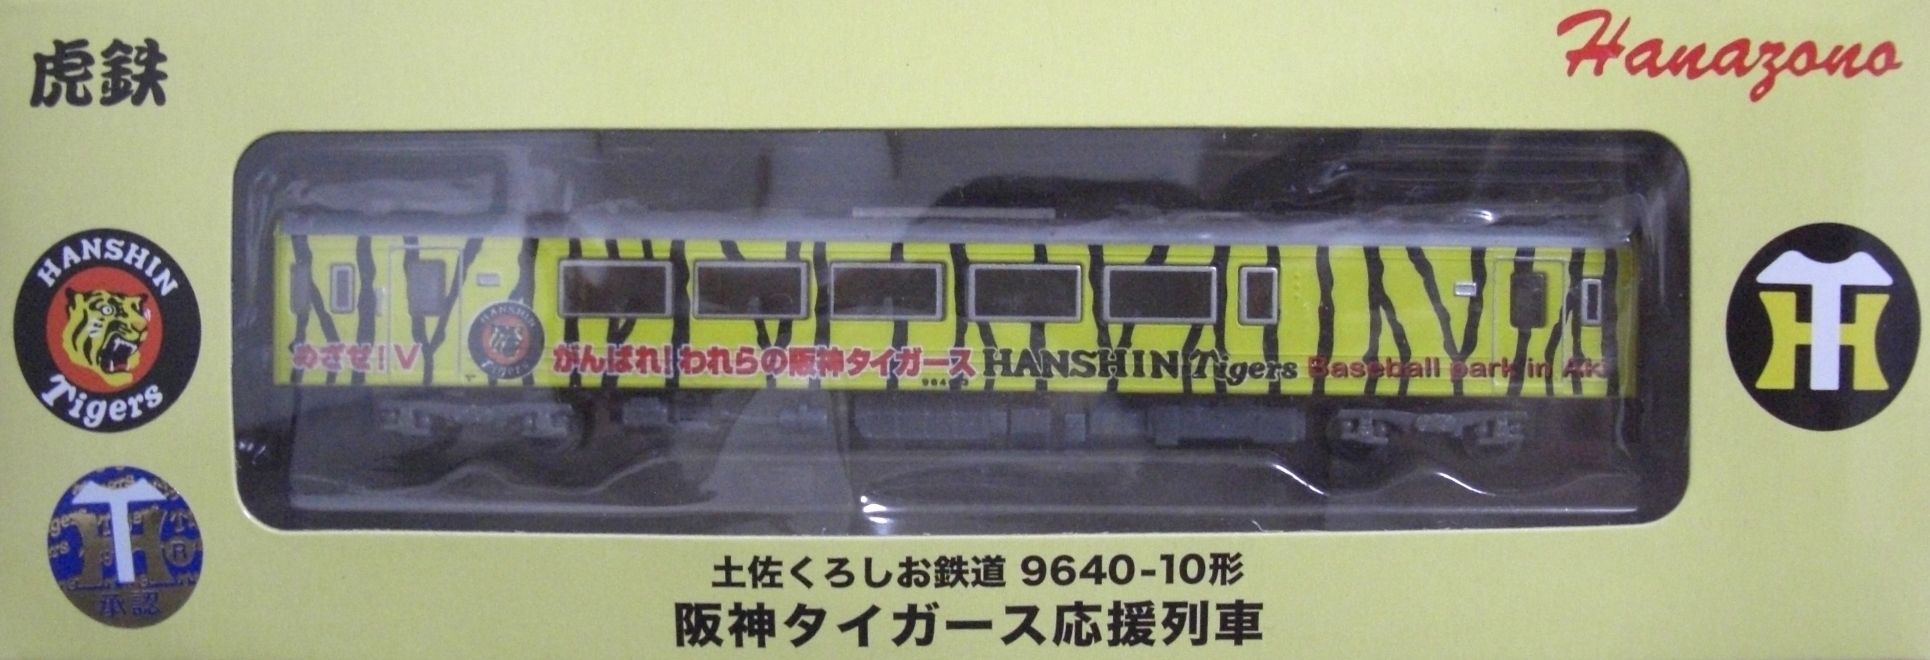 虎鉄
Hanazono
HANSHIN
Tigers
めざせ!V
HANSHIN
Tigers
がんばれ!われらの阪神タイガース
HANSHIN Tigers
Baseball park in
承認
土佐くろしお鉄道 9640-10形
阪神タイガース応援列車